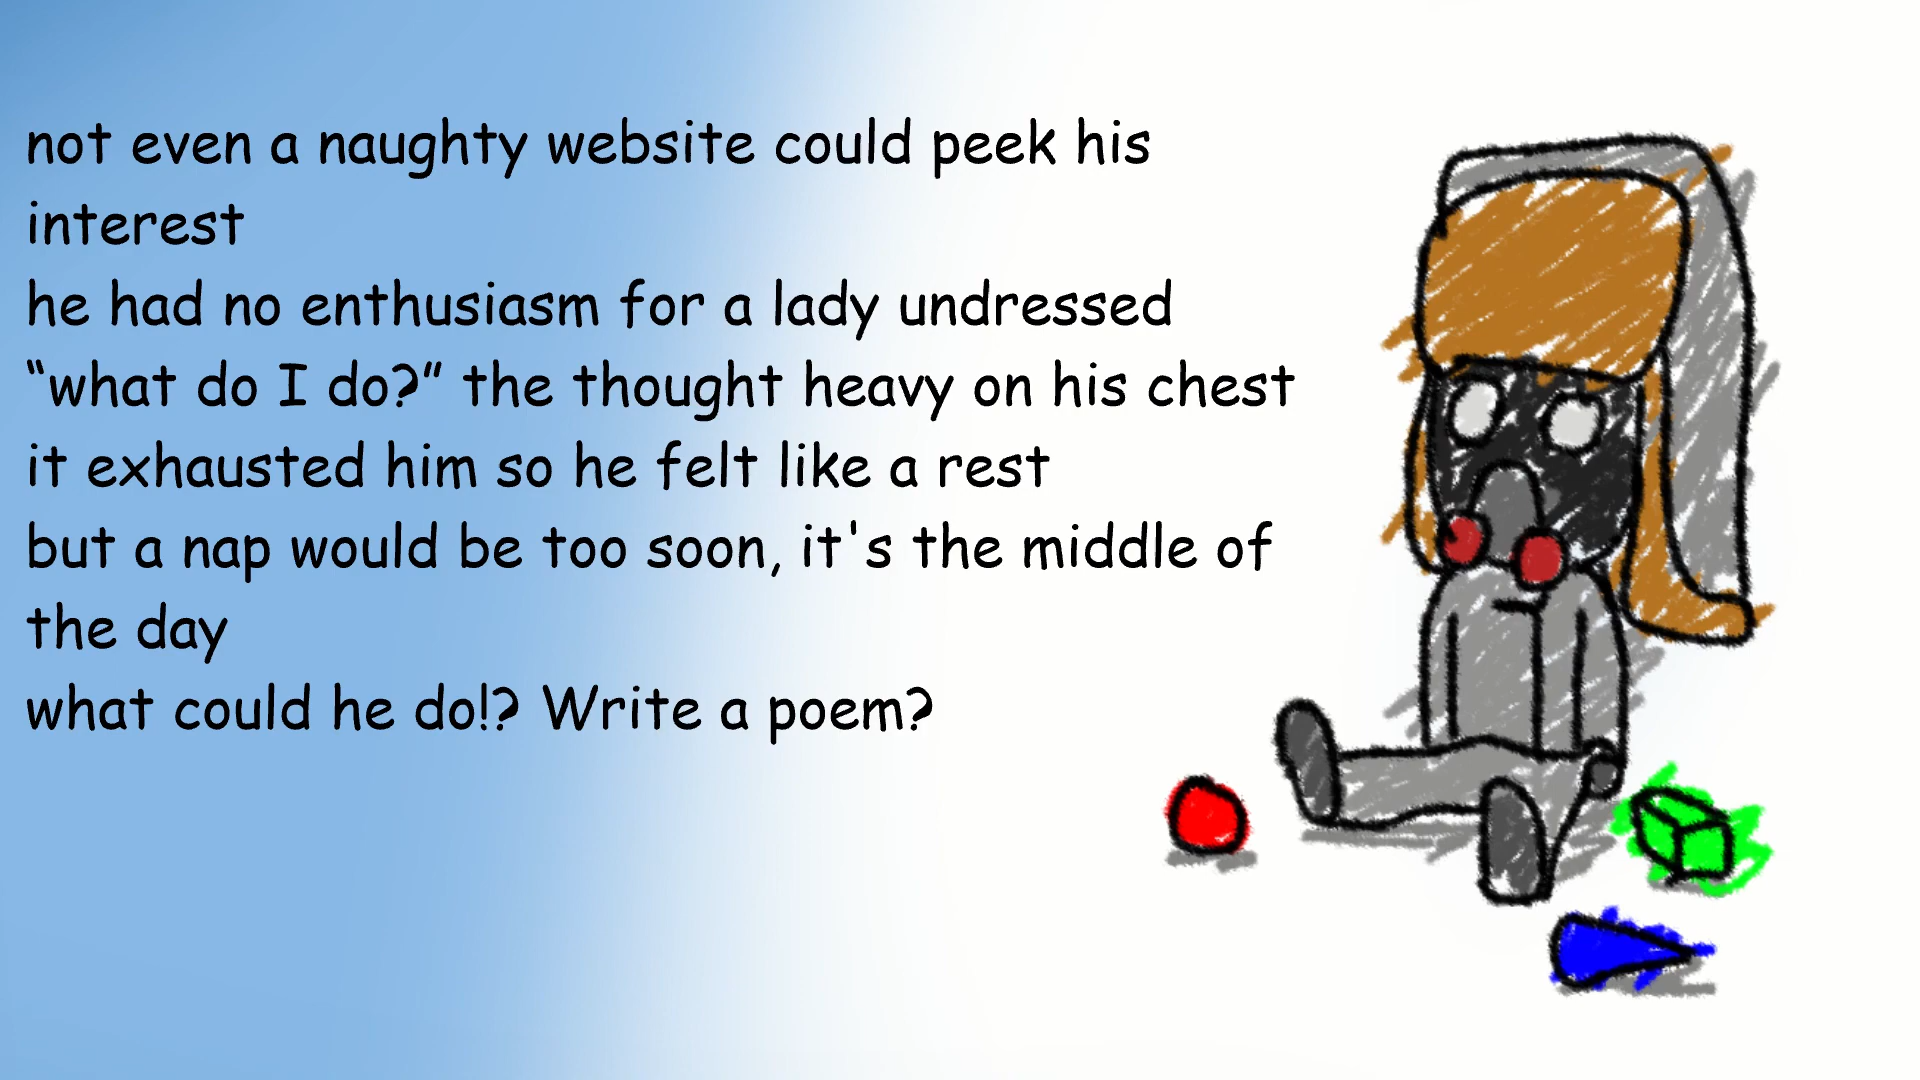 not even a naughty website could peek his
interest
he had no enthusiasm for a lady undressed
“what do I do?” the thought heavy on his chest
it exhausted him so he felt like a rest
but a nap would be too soon, it's the middle of
the day
what could he do!? Write a poem?